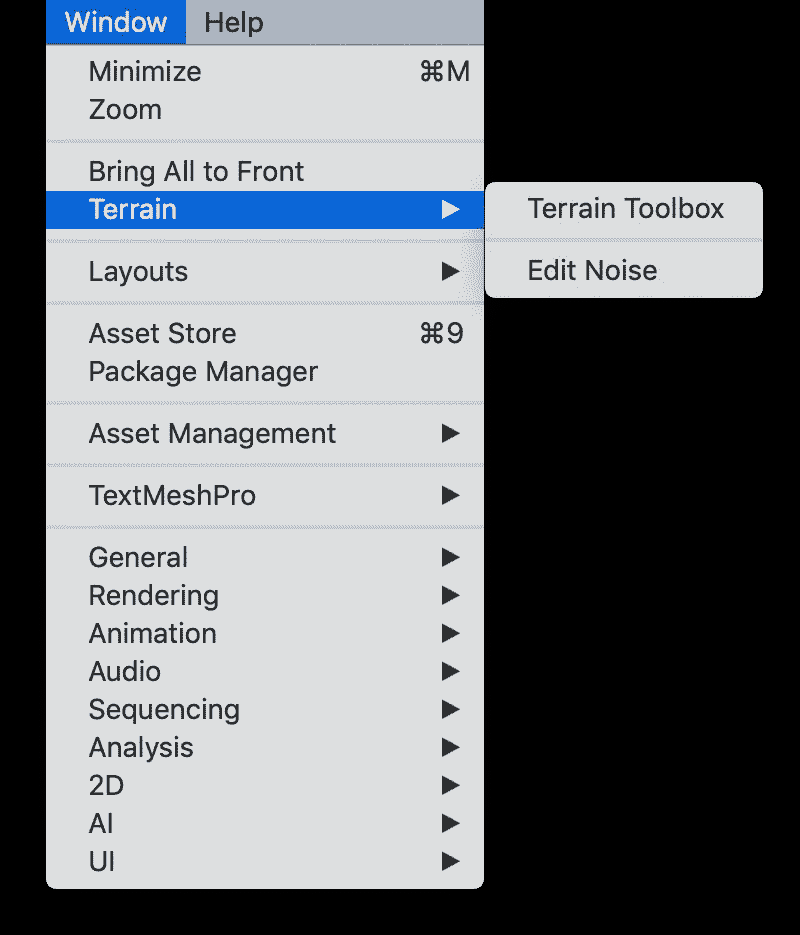 Window Help
Minimize ⌘M
Zoom
Bring All to Front
Terrain ▶ Terrain Toolbox
Layouts ▶ Edit Noise
Asset Store ⌘9
Package Manager
Asset Management ▶
TextMeshPro ▶
General ▶
Rendering ▶
Animation ▶
Audio ▶
Sequencing ▶
Analysis ▶
2D ▶
AI ▶
UI ▶